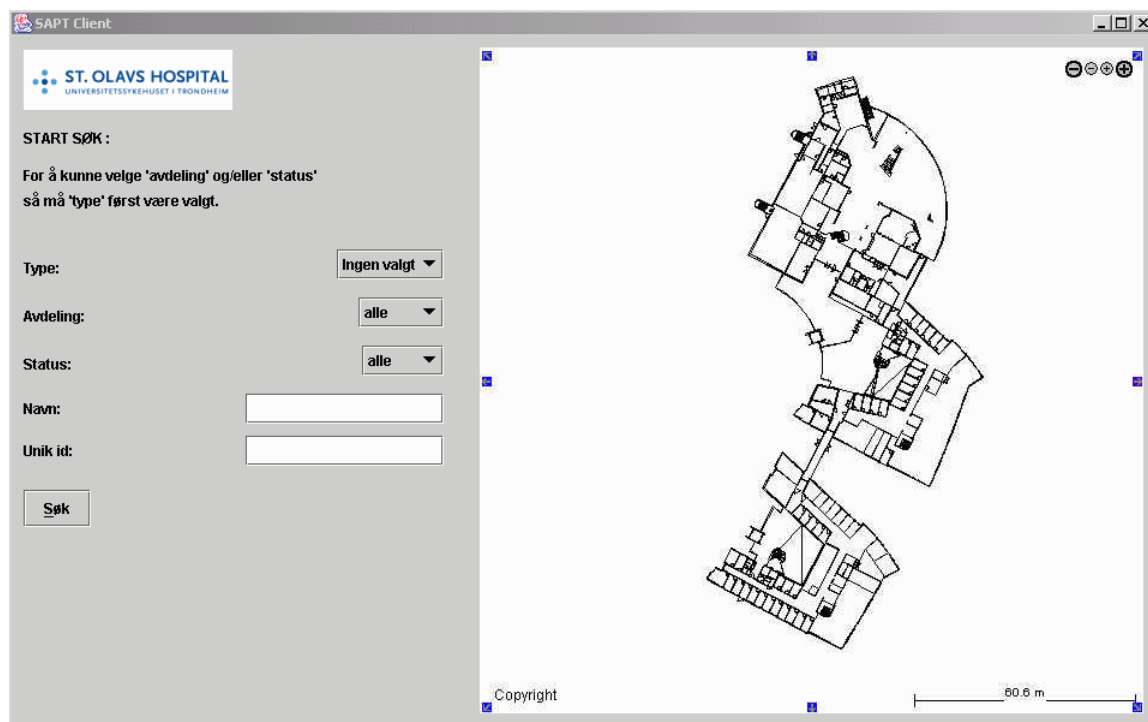 SAPT Client
ST. OLAVS HOSPITAL
UNIVERSITETSSYKEHUSET I TRONDHEIM
START SØK :
For å kunne velge 'avdeling' og/eller 'status'
så må 'type' først være valgt.
Type:
Ingen valgt
Avdeling:
alle
Status:
alle
Navn:
Unik id:
Søk
Copyright
60.6 m